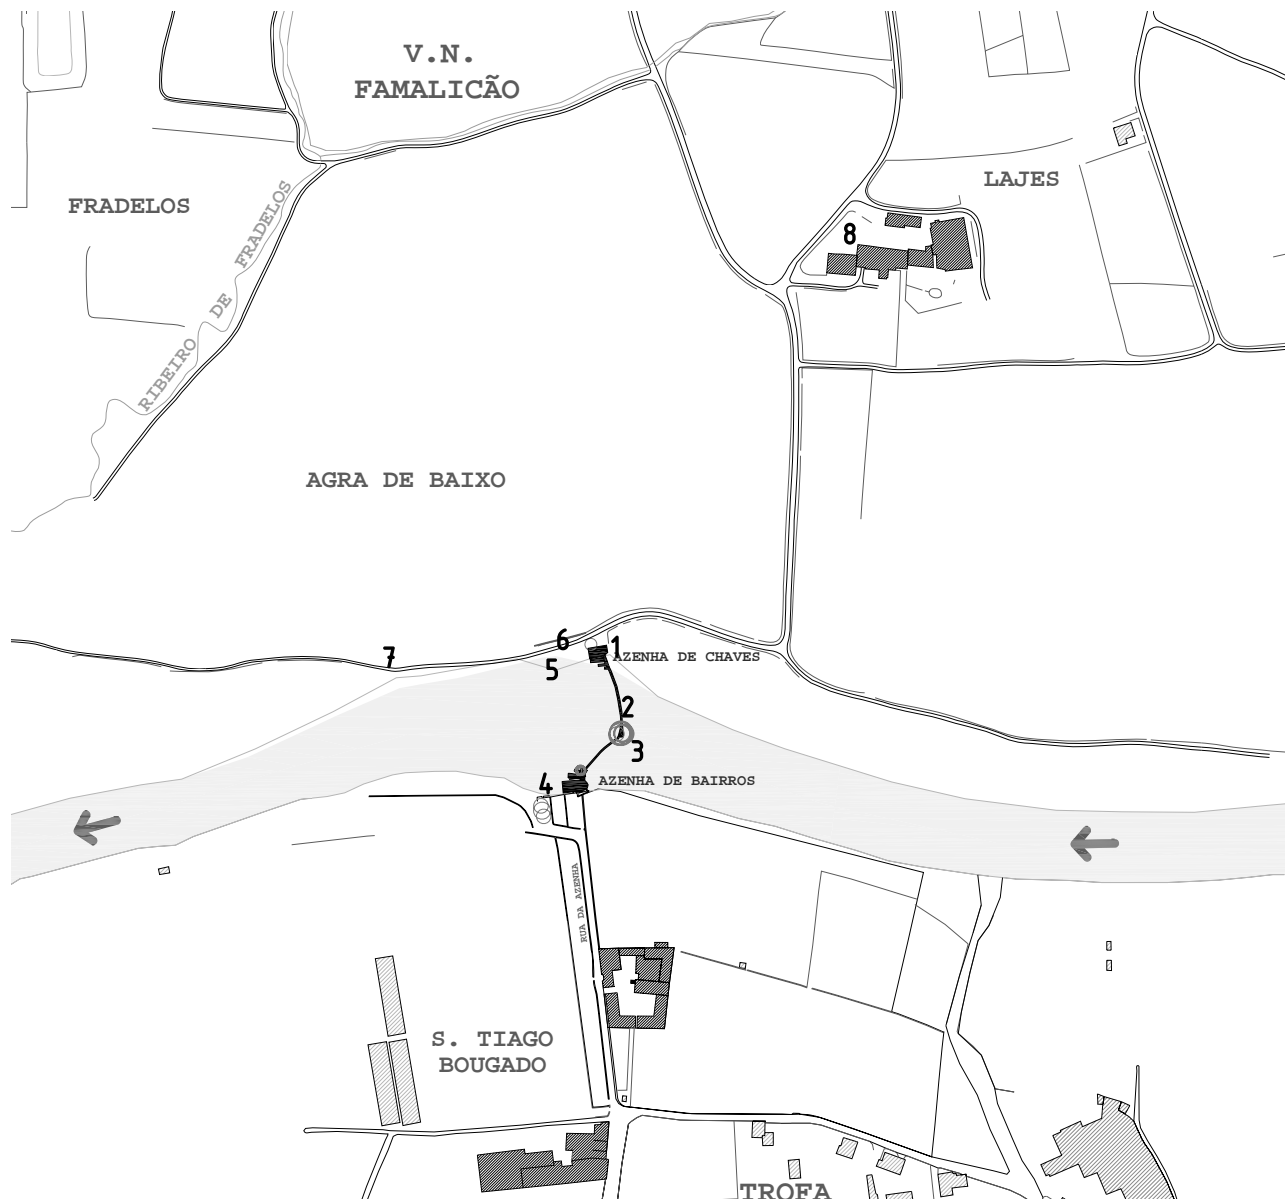 V.N.
FAMALICÃO
LAJES
FRADELOS
RIBEIRO DE FRADELOS
8
AGRA DE BAIXO
6
1
7
AZENHA DE CHAVES
5
2
3
AZENHA DE BAIRROS
4
RUA DA AZENHA
S. TIAGO
BOUGADO
TROFA